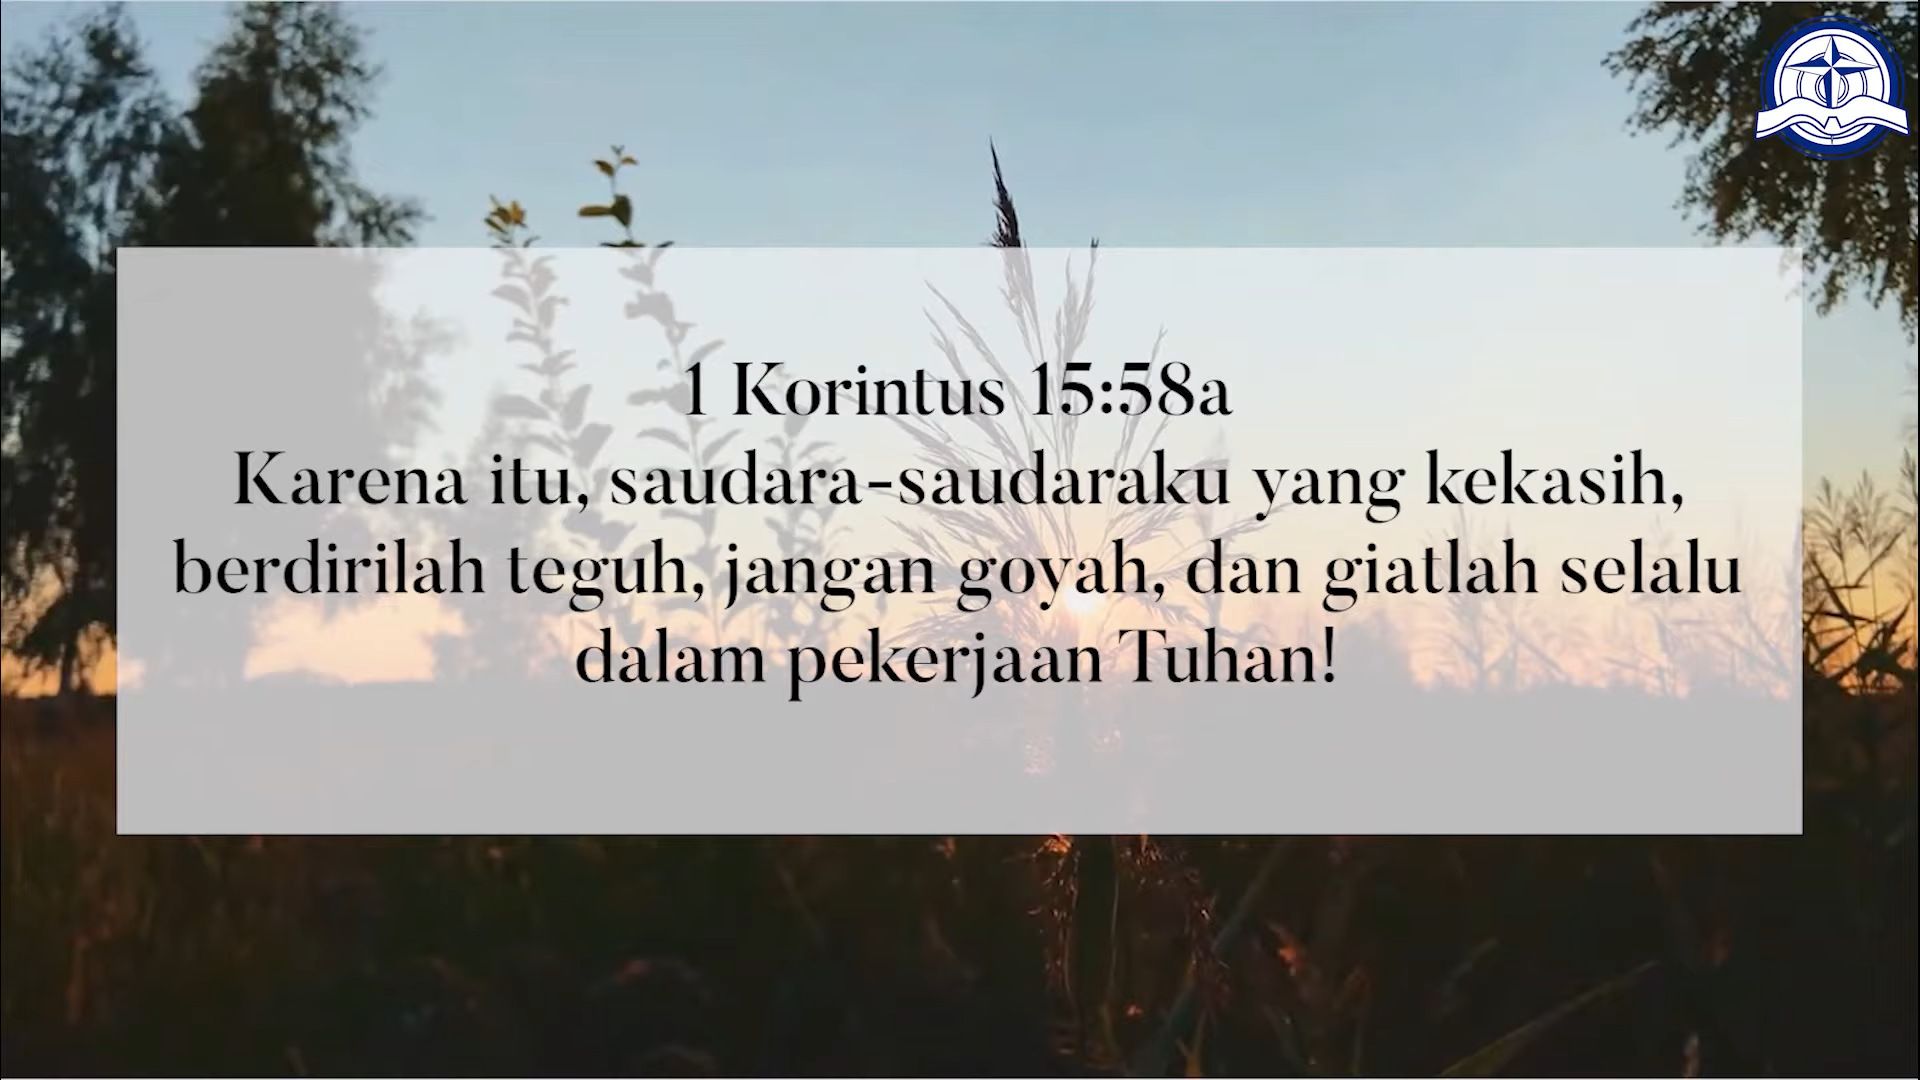 1 Korintus 15:58a
Karena itu, saudara-saudaraku yang kekasih,
berdirilah teguh, jangan goyah, dan giatlah selalu
dalam pekerjaan Tuhan!